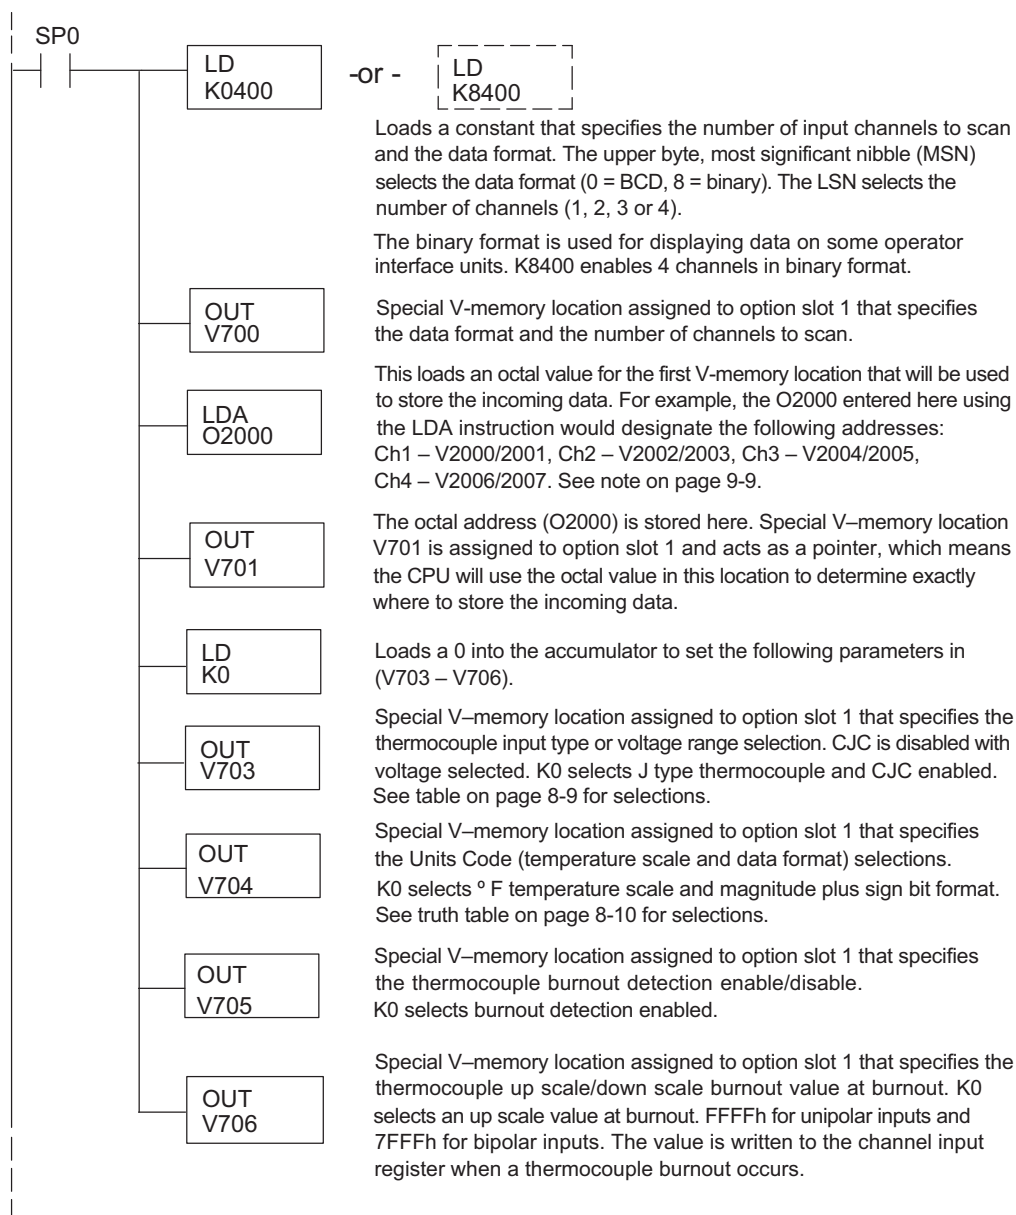 SP0
LD
K0400
-or -
LD
K8400
Loads a constant that specifies the number of input channels to scan
and the data format. The upper byte, most significant nibble (MSN)
selects the data format (0 = BCD, 8 = binary). The LSN selects the
number of channels (1, 2, 3 or 4).
The binary format is used for displaying data on some operator
interface units. K8400 enables 4 channels in binary format.
OUT
V700
Special V-memory location assigned to option slot 1 that specifies
the data format and the number of channels to scan.
LDA
O2000
This loads an octal value for the first V-memory location that will be used
to store the incoming data. For example, the O2000 entered here using
the LDA instruction would designate the following addresses:
Ch1 – V2000/2001, Ch2 – V2002/2003, Ch3 – V2004/2005,
Ch4 – V2006/2007. See note on page 9-9.
OUT
V701
The octal address (O2000) is stored here. Special V–memory location
V701 is assigned to option slot 1 and acts as a pointer, which means
the CPU will use the octal value in this location to determine exactly
where to store the incoming data.
LD
K0
Loads a 0 into the accumulator to set the following parameters in
(V703 – V706).
OUT
V703
Special V–memory location assigned to option slot 1 that specifies the
thermocouple input type or voltage range selection. CJC is disabled with
voltage selected. K0 selects J type thermocouple and CJC enabled.
See table on page 8-9 for selections.
OUT
V704
Special V–memory location assigned to option slot 1 that specifies
the Units Code (temperature scale and data format) selections.
K0 selects º F temperature scale and magnitude plus sign bit format.
See truth table on page 8-10 for selections.
OUT
V705
Special V–memory location assigned to option slot 1 that specifies
the thermocouple burnout detection enable/disable.
K0 selects burnout detection enabled.
OUT
V706
Special V–memory location assigned to option slot 1 that specifies the
thermocouple up scale/down scale burnout value at burnout. K0
selects an up scale value at burnout. FFFFh for unipolar inputs and
7FFFh for bipolar inputs. The value is written to the channel input
register when a thermocouple burnout occurs.